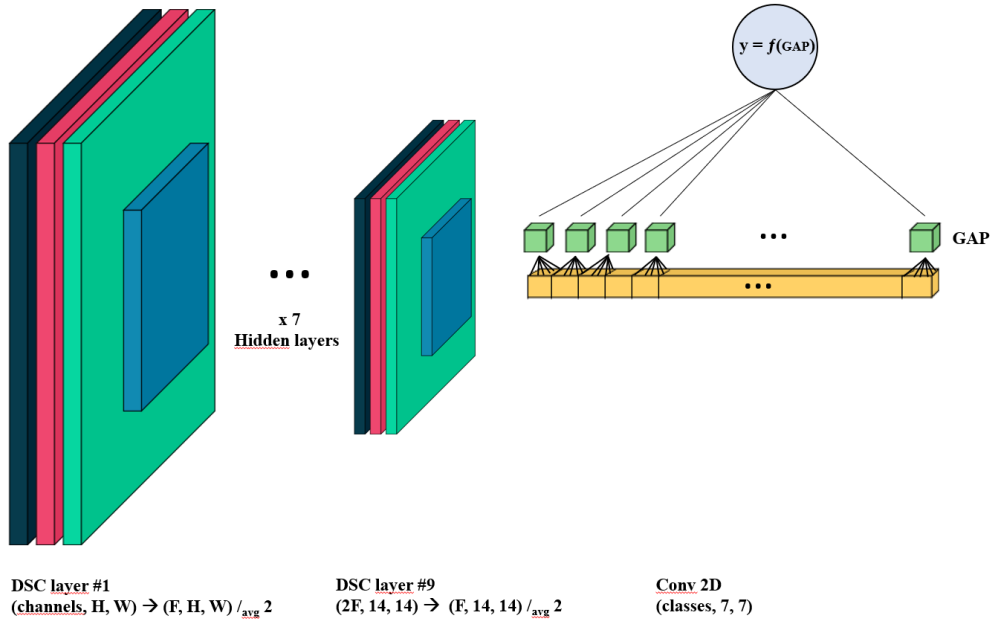 y = f(GAP)
GAP
x 7
Hidden layers
DSC layer #1
(channels, H, W) → (F, H, W) /avg 2
DSC layer #9
(2F, 14, 14) → (F, 14, 14) /avg 2
Conv 2D
(classes, 7, 7)